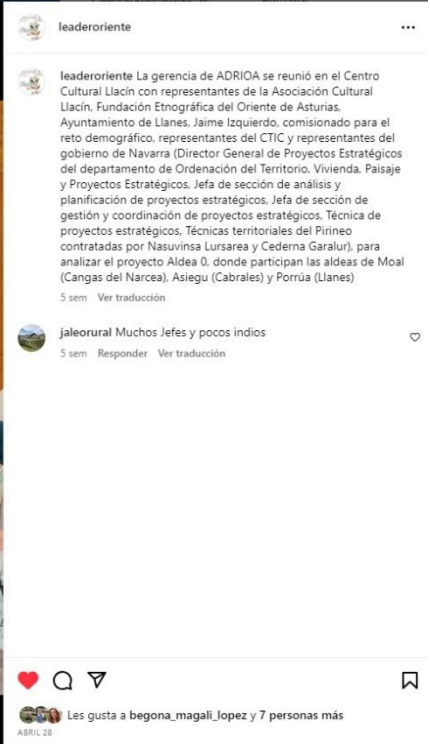 leaderoriente
leaderoriente La gerencia de ADRIOA se reunió en el Centro
Cultural Llacín con representantes de la Asociación Cultural
Llacín, Fundación Etnográfica del Oriente de Asturias,
Ayuntamiento de Llanes, Jaime Izquierdo, comisionado para el
reto demográfico, representantes del CTIC y representantes del
gobierno de Navarra (Director General de Proyectos Estratégicos
del departamento de Ordenación del Territorio, Vivienda, Paisaje
y Proyectos Estratégicos, Jefa de sección de análisis y
planificación de proyectos estratégicos, Jefa de sección de
gestión y coordinación de proyectos estratégicos, Técnica de
proyectos estratégicos, Técnicas territoriales del Pirineo
contratadas por Nasuvinsa Lursarea y Cederna Garalur), para
analizar el proyecto Aldea 0, donde participan las aldeas de Moal
(Cangas del Narcea), Asiegu (Cabrales) y Porrúa (Llanes)
5 sem Ver traducción
jaleorural Muchos Jefes y pocos indios
5 sem Responder Ver traducción
Les gusta a begona_magali_lopez y 7 personas más
ABRIL 28